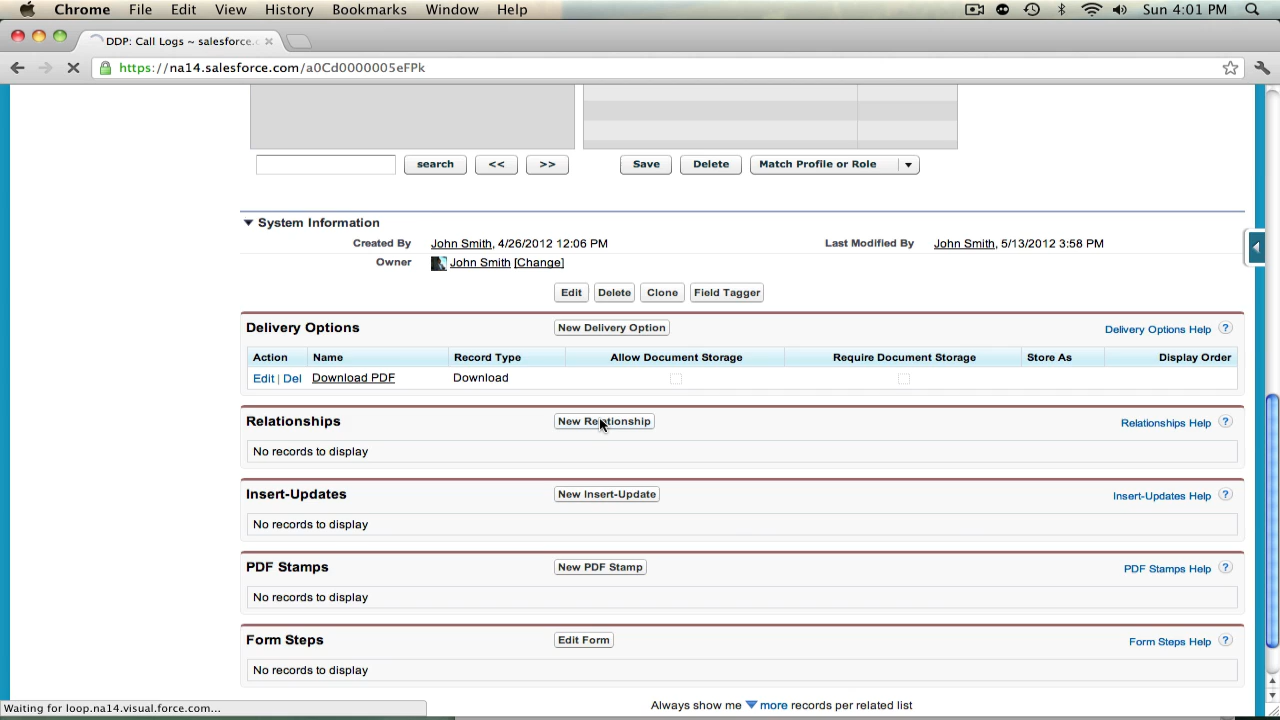 Chrome File Edit View History Bookmarks Window Help Sun 4:01 PM
DDP: Call Logs ~ salesforce.c
https://na14.salesforce.com/a0Cd0000005eFPk
search << >> Save Delete Match Profile or Role
System Information
Created By John Smith, 4/26/2012 12:06 PM Last Modified By John Smith, 5/13/2012 3:58 PM
Owner John Smith [Change]
Edit Delete Clone Field Tagger
Delivery Options New Delivery Option Delivery Options Help ?
Action Name Record Type Allow Document Storage Require Document Storage Store As Display Order
Edit | Del Download PDF Download
Relationships New Relationship Relationships Help ?
No records to display
Insert-Updates New Insert-Update Insert-Updates Help ?
No records to display
PDF Stamps New PDF Stamp PDF Stamps Help ?
No records to display
Form Steps Edit Form Form Steps Help ?
No records to display
Waiting for loop.na14.visual.force.com... Always show me more records per related list